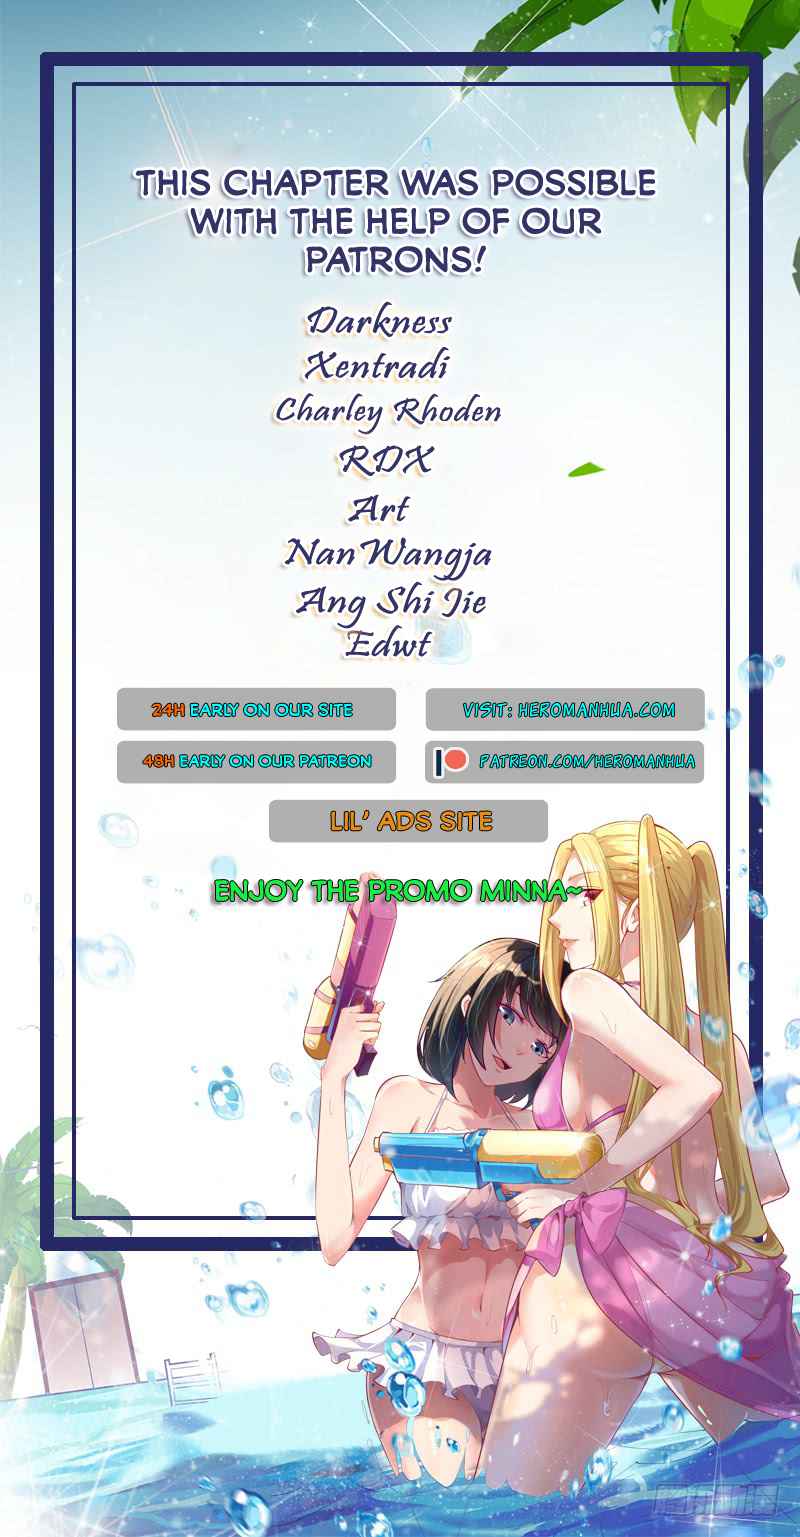 THIS CHAPTER WAS POSSIBLE
WITH THE HELP OF OUR
PATRONS!
Darkness
Xentradi
Charley Rhoden
RDX
Art
NanWangja
Ang Shi Jie
Edwt
24H EARLY ON OUR SITE
VISIT: HEROMANHUA.COM
48H EARLY ON OUR PATREON
PATREON.COM/HEROMANHUA
LIL' ADS SITE
ENJOY THE PROMO MINNA~